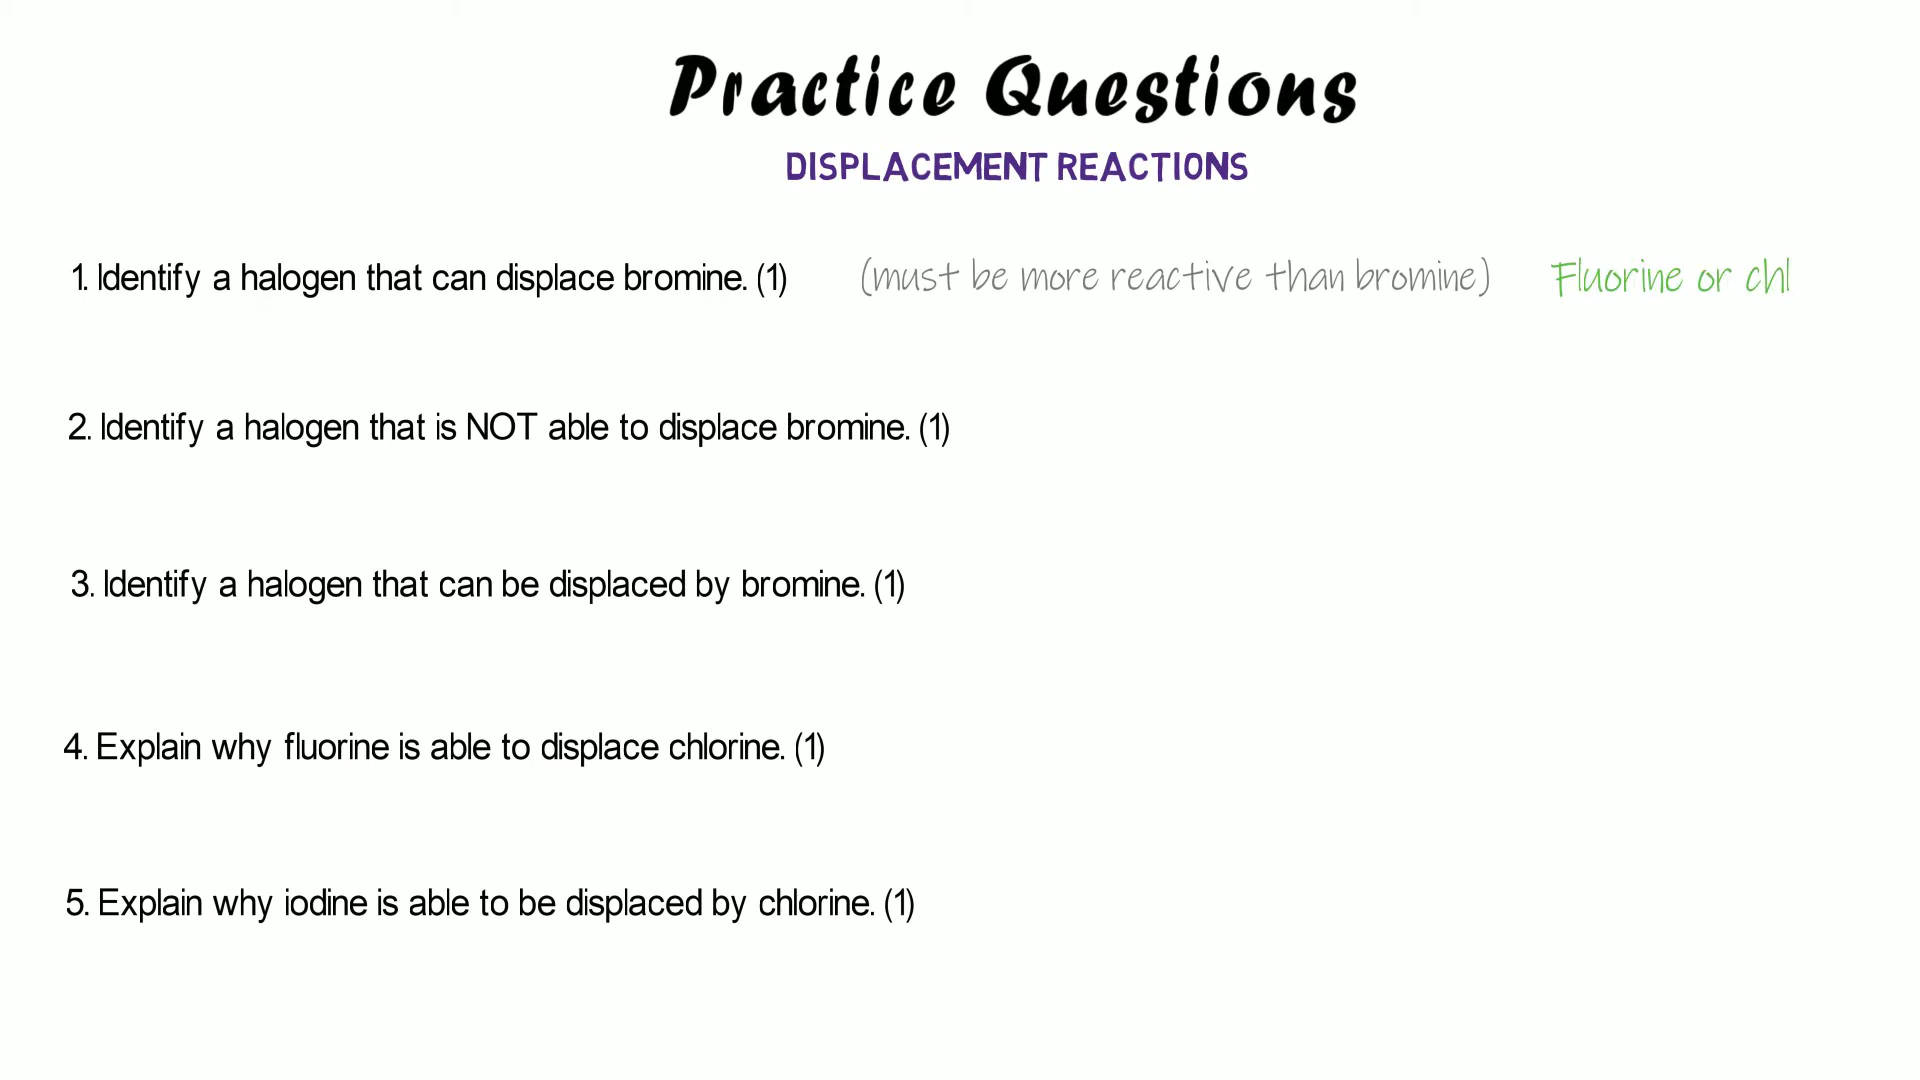 Practice Questions
DISPLACEMENT REACTIONS
1. Identify a halogen that can displace bromine. (1) (must be more reactive than bromine) Fluorine or chl
2. Identify a halogen that is NOT able to displace bromine. (1)
3. Identify a halogen that can be displaced by bromine. (1)
4. Explain why fluorine is able to displace chlorine. (1)
5. Explain why iodine is able to be displaced by chlorine. (1)